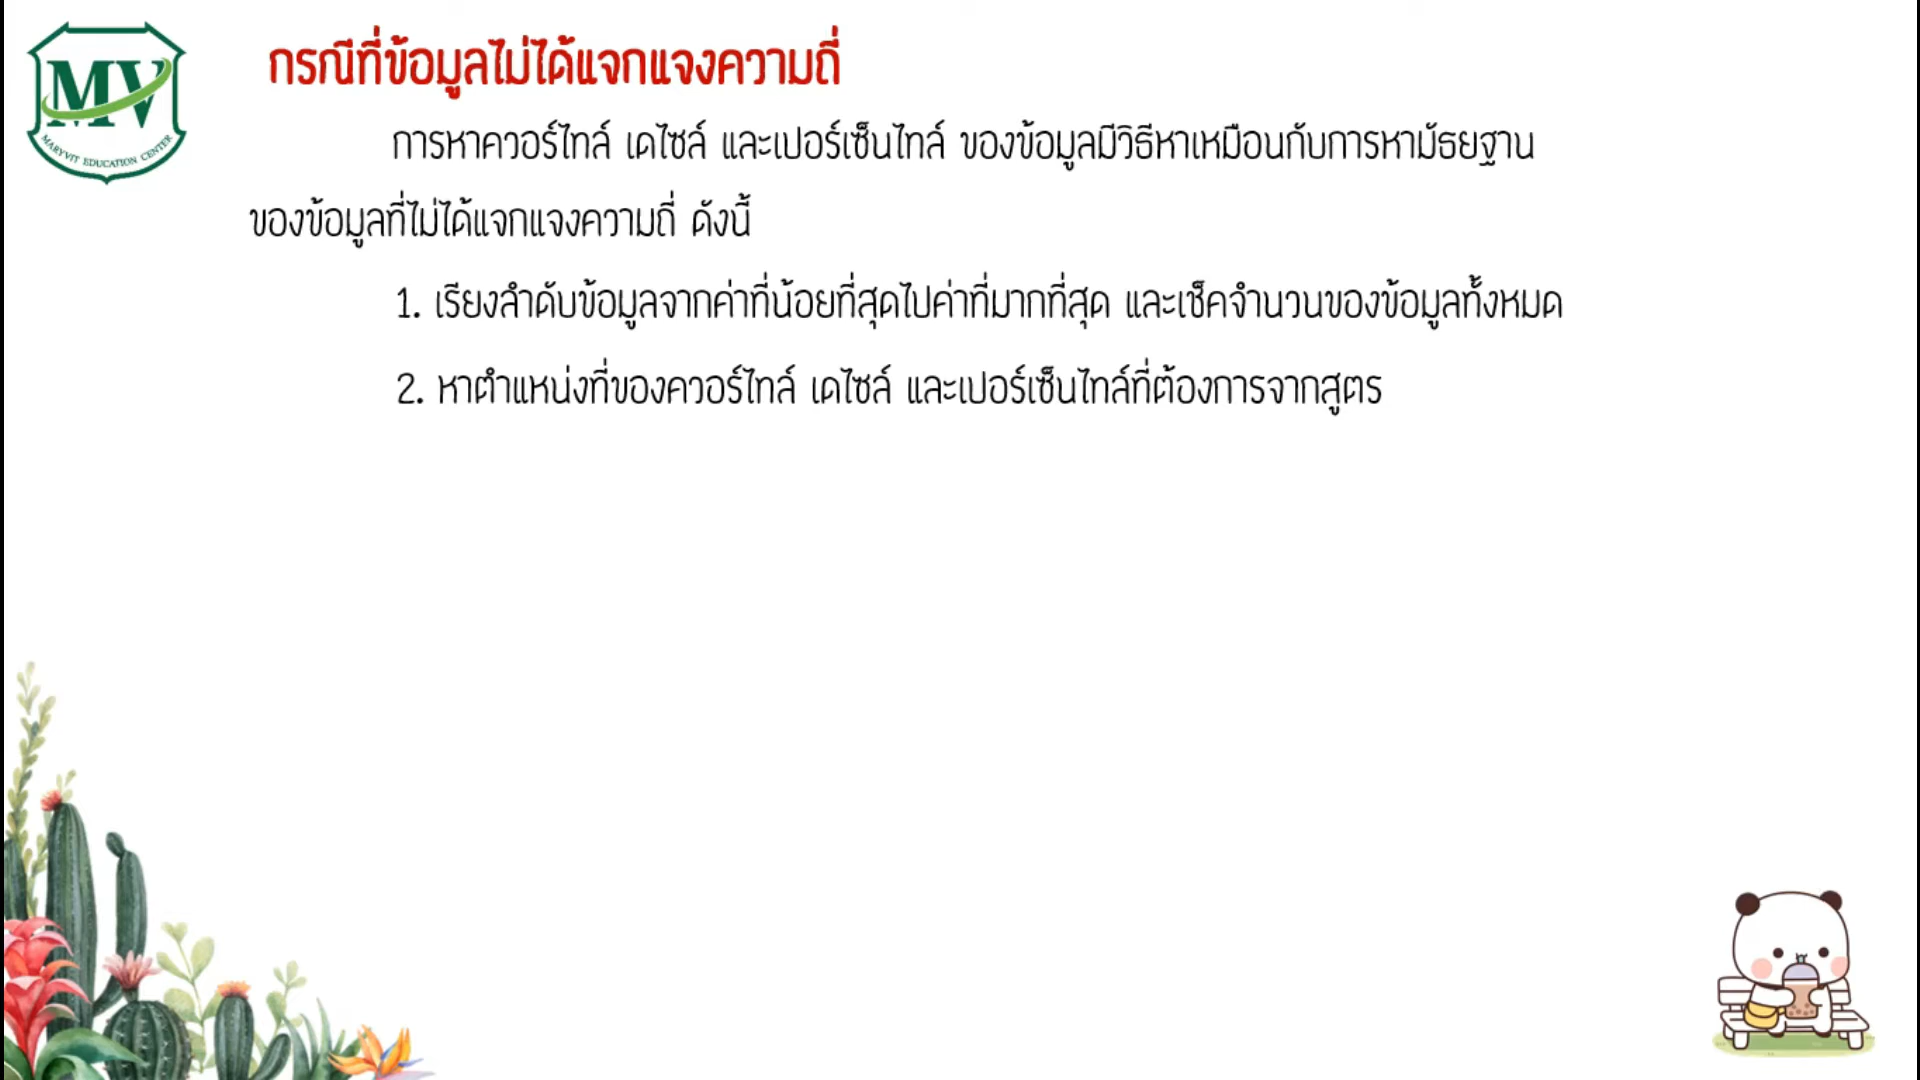 MV
MARYVIT EDUCATION CENTER
กรณีที่ข้อมูลไม่ได้แจกแจงความถี่
การหาควอร์ไทล์ เดไซล์ และเปอร์เซ็นไทล์ ของข้อมูลมีวิธีหาเหมือนกับการหามัธยฐาน
ของข้อมูลที่ไม่ได้แจกแจงความถี่ ดังนี้
1. เรียงลำดับข้อมูลจากค่าที่น้อยที่สุดไปค่าที่มากที่สุด และเช็คจำนวนของข้อมูลทั้งหมด
2. หาตำแหน่งที่ของควอร์ไทล์ เดไซล์ และเปอร์เซ็นไทล์ที่ต้องการจากสูตร